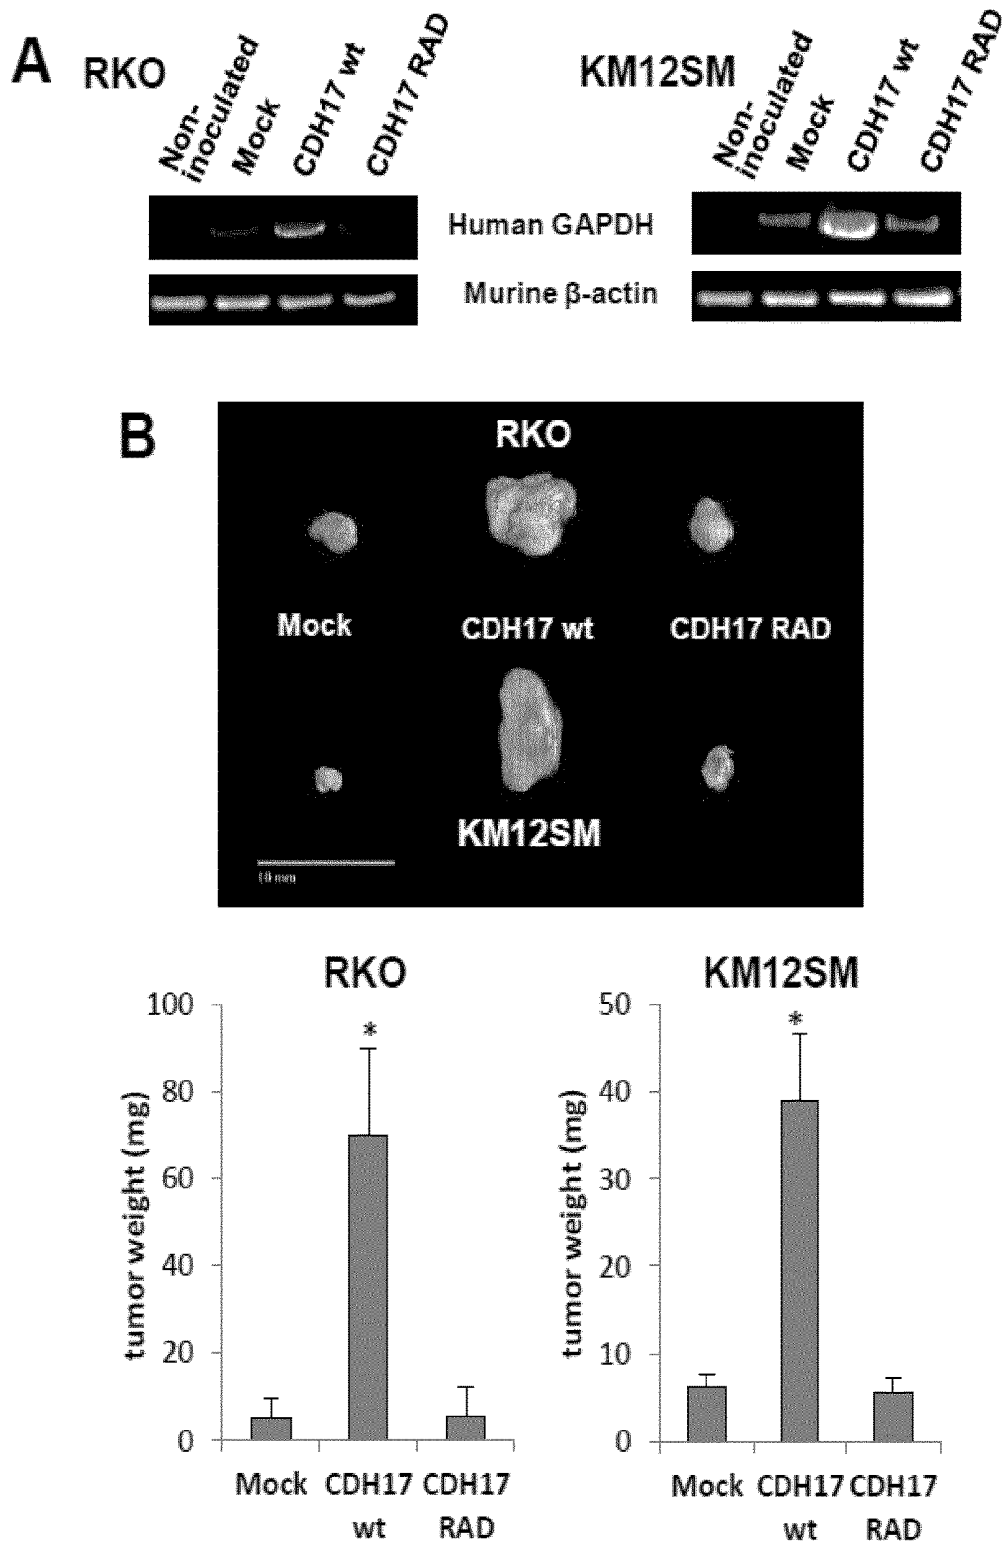 A
RKO
Non-
inoculated
Mock
CDH17 wt
CDH17 RAD
KM12SM
Non-
inoculated
Mock
CDH17 wt
CDH17 RAD
Human GAPDH
Murine β-actin
B
RKO
Mock
CDH17 wt
CDH17 RAD
KM12SM
10 mm
RKO
tumor weight (mg)
100
80
60
40
20
0
*
Mock
CDH17
wt
CDH17
RAD
KM12SM
tumor weight (mg)
50
40
30
20
10
0
*
Mock
CDH17
wt
CDH17
RAD